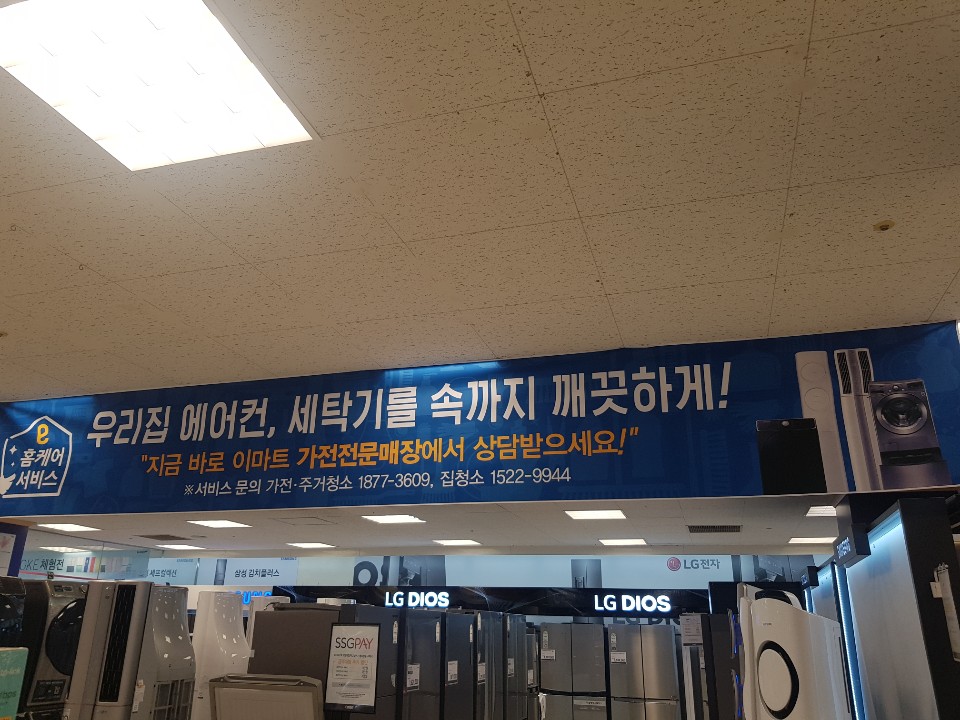 e
홈케어
서비스
우리집 에어컨, 세탁기를 속까지 깨끗하게!
"지금 바로 이마트 가전전문매장에서 상담받으세요!"
※서비스 문의 가전·주거청소 1877-3609, 집청소 1522-9944
체험전
삼성 김치플러스
LG전자
LG DIOS
LG DIOS
SSGPAY